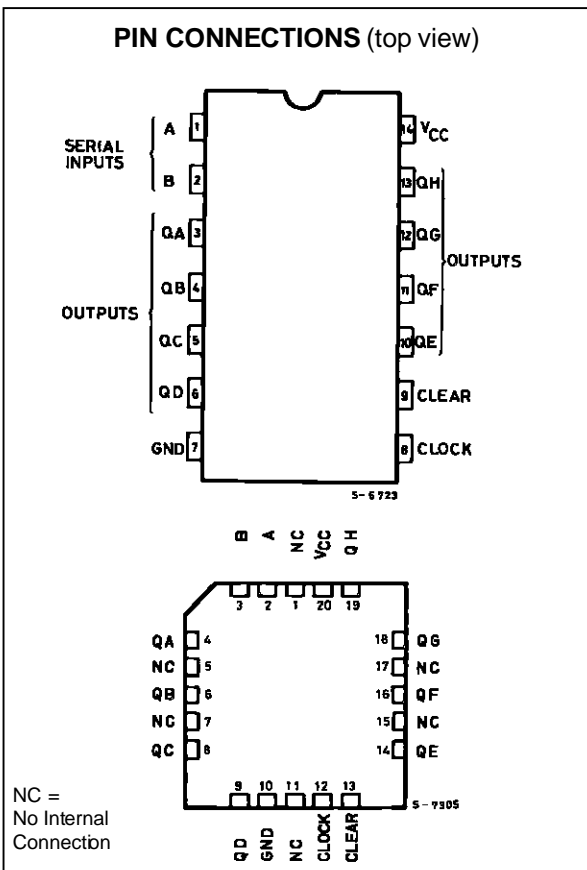 PIN CONNECTIONS (top view)
SERIAL
INPUTS
A 1
B 2
OUTPUTS
QA 3
QB 4
QC 5
QD 6
GND 7
14 VCC
13 QH
12 QG
11 QF
10 QE
OUTPUTS
9 CLEAR
8 CLOCK
S-6723
B A NC VCC QH
3 2 1 20 19
QA 4
NC 5
QB 6
NC 7
QC 8
18 QG
17 NC
16 QF
15 NC
14 QE
9 10 11 12 13
QD GND NC CLOCK CLEAR
S-7305
NC =
No Internal
Connection